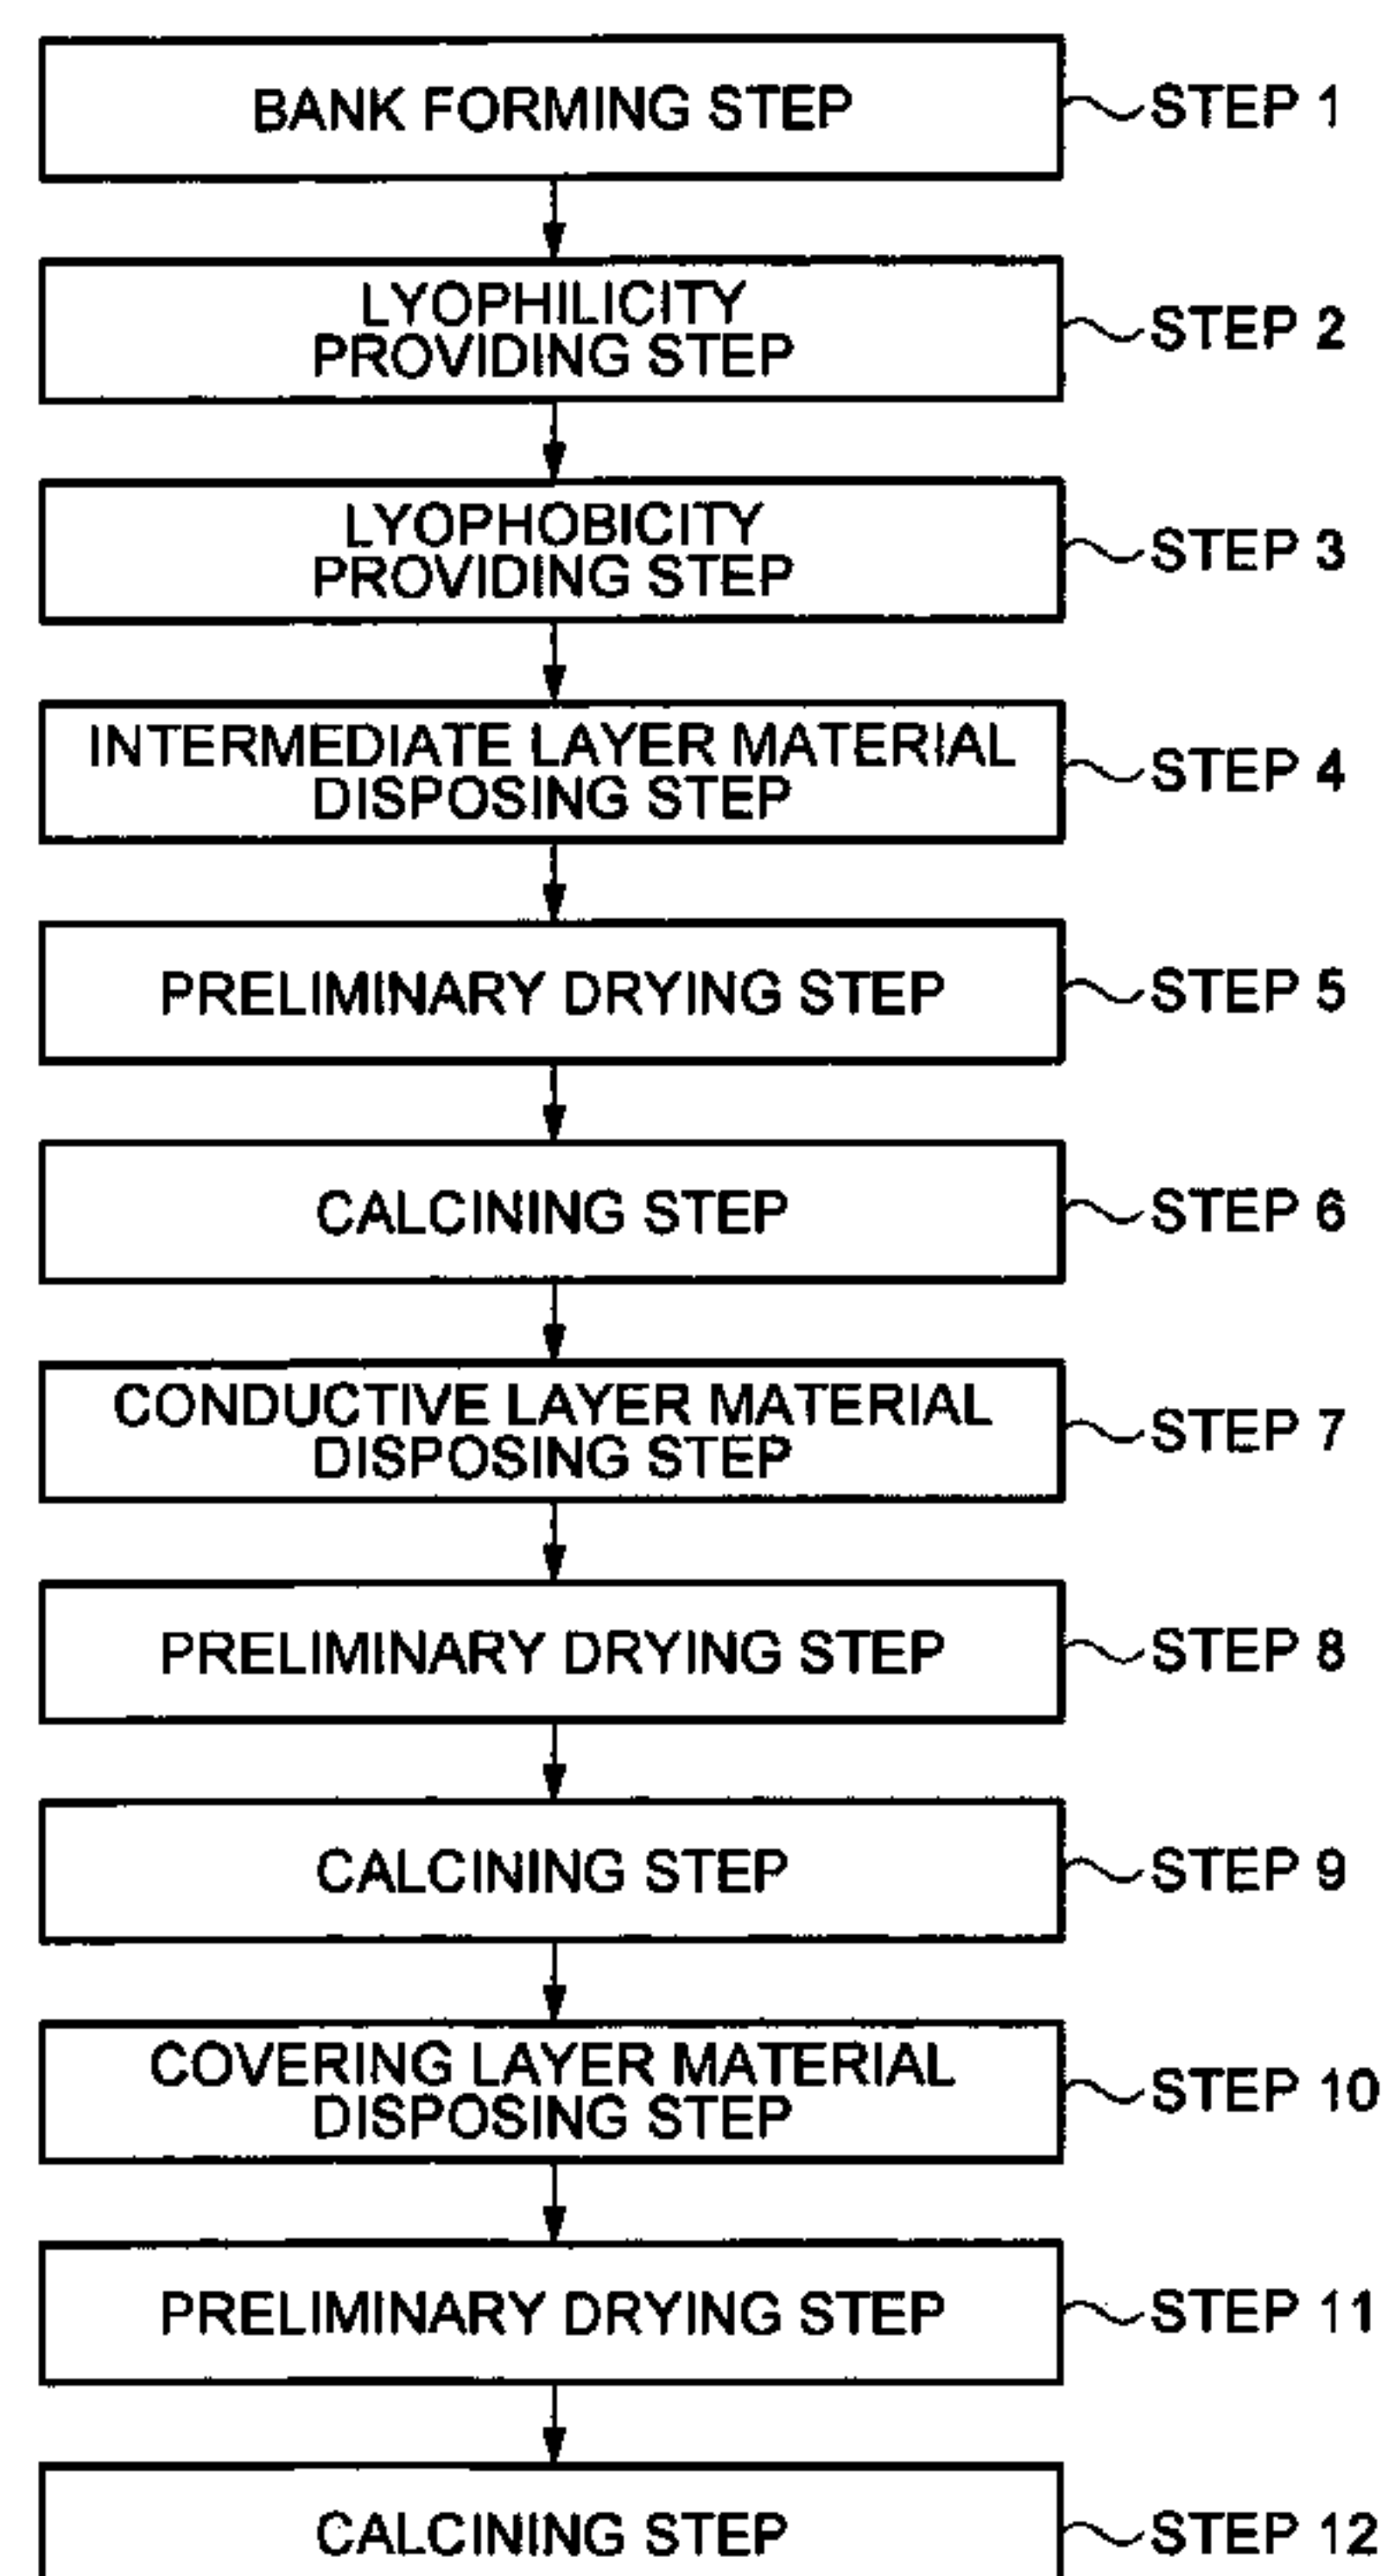 BANK FORMING STEP
STEP 1
LYOPHILICITY
PROVIDING STEP
STEP 2
LYOPHOBICITY
PROVIDING STEP
STEP 3
INTERMEDIATE LAYER MATERIAL
DISPOSING STEP
STEP 4
PRELIMINARY DRYING STEP
STEP 5
CALCINING STEP
STEP 6
CONDUCTIVE LAYER MATERIAL
DISPOSING STEP
STEP 7
PRELIMINARY DRYING STEP
STEP 8
CALCINING STEP
STEP 9
COVERING LAYER MATERIAL
DISPOSING STEP
STEP 10
PRELIMINARY DRYING STEP
STEP 11
CALCINING STEP
STEP 12